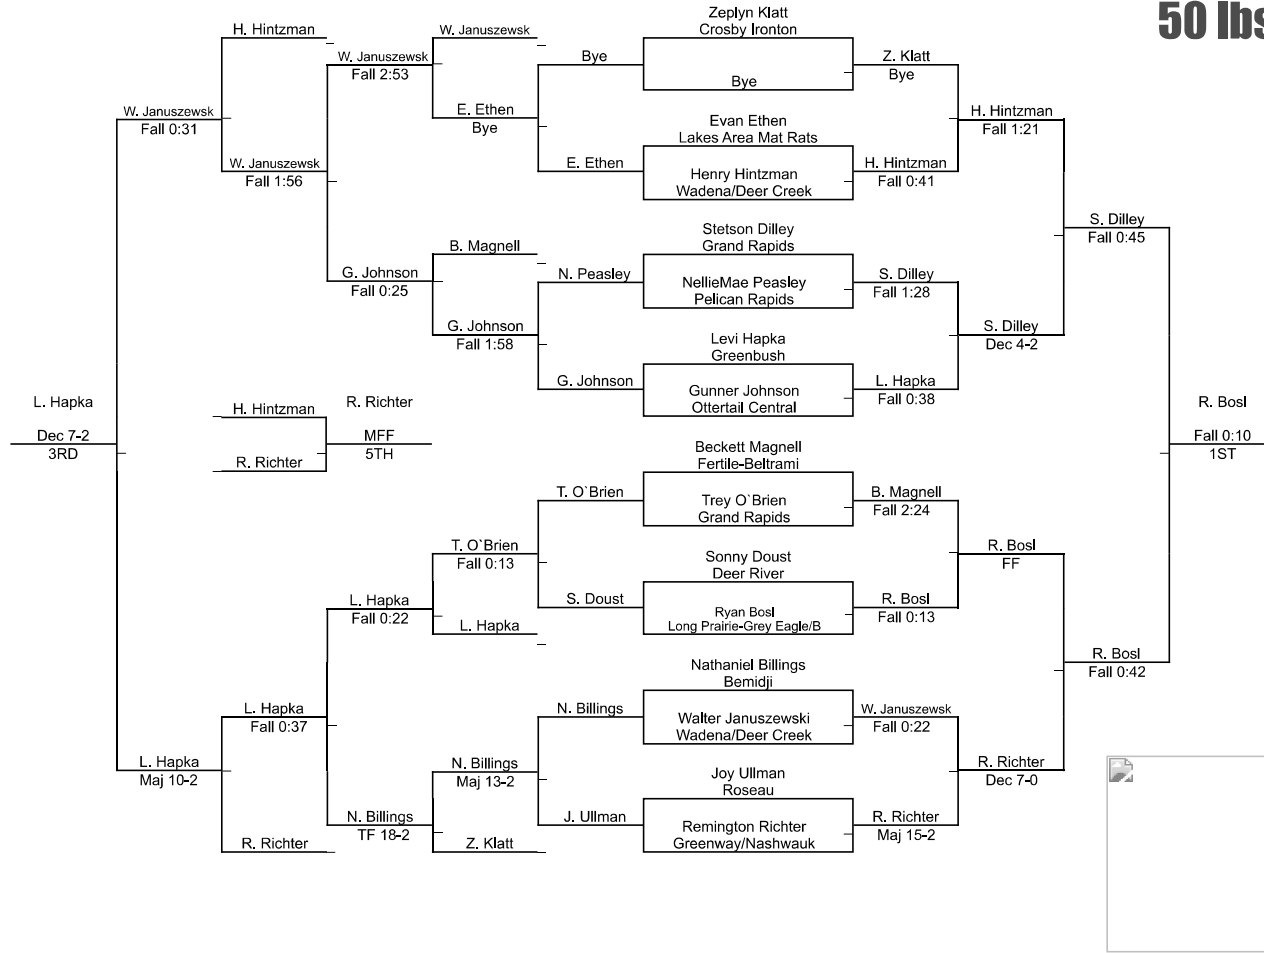 Zeplyn Klatt
50 lbs
H. Hintzman
W. Januszewsk
Crosby Ironton
W. Januszewsk
Fall 2:53
Bye
Z. Klatt
Bye
Bye
W. Januszewsk
Fall 0:31
E. Ethen
Bye
Evan Ethen
Lakes Area Mat Rats
H. Hintzman
Fall 1:21
W. Januszewsk
Fall 1:56
E. Ethen
Henry Hintzman
Wadena/Deer Creek
H. Hintzman
Fall 0:41
Stetson Dilley
Grand Rapids
S. Dilley
Fall 0:45
B. Magnell
G. Johnson
Fall 0:25
N. Peasley
NellieMae Peasley
Pelican Rapids
S. Dilley
Fall 1:28
G. Johnson
Fall 1:58
Levi Hapka
Greenbush
S. Dilley
Dec 4-2
G. Johnson
Gunner Johnson
Ottertail Central
L. Hapka
Fall 0:38
L. Hapka
Dec 7-2
3RD
H. Hintzman
R. Richter
R. Richter
MFF
5TH
R. Bosl
Fall 0:10
1ST
Beckett Magnell
Fertile-Beltrami
T. O`Brien
Trey O`Brien
Grand Rapids
B. Magnell
Fall 2:24
T. O`Brien
Fall 0:13
Sonny Doust
Deer River
R. Bosl
FF
L. Hapka
Fall 0:22
S. Doust
Ryan Bosl
Long Prairie-Grey Eagle/B
R. Bosl
Fall 0:13
L. Hapka
Nathaniel Billings
Bemidji
R. Bosl
Fall 0:42
L. Hapka
Fall 0:37
N. Billings
Walter Januszewski
Wadena/Deer Creek
W. Januszewsk
Fall 0:22
L. Hapka
Maj 10-2
N. Billings
Maj 13-2
Joy Ullman
Roseau
R. Richter
Dec 7-0
N. Billings
TF 18-2
J. Ullman
Remington Richter
Greenway/Nashwauk
R. Richter
Maj 15-2
R. Richter
Z. Klatt